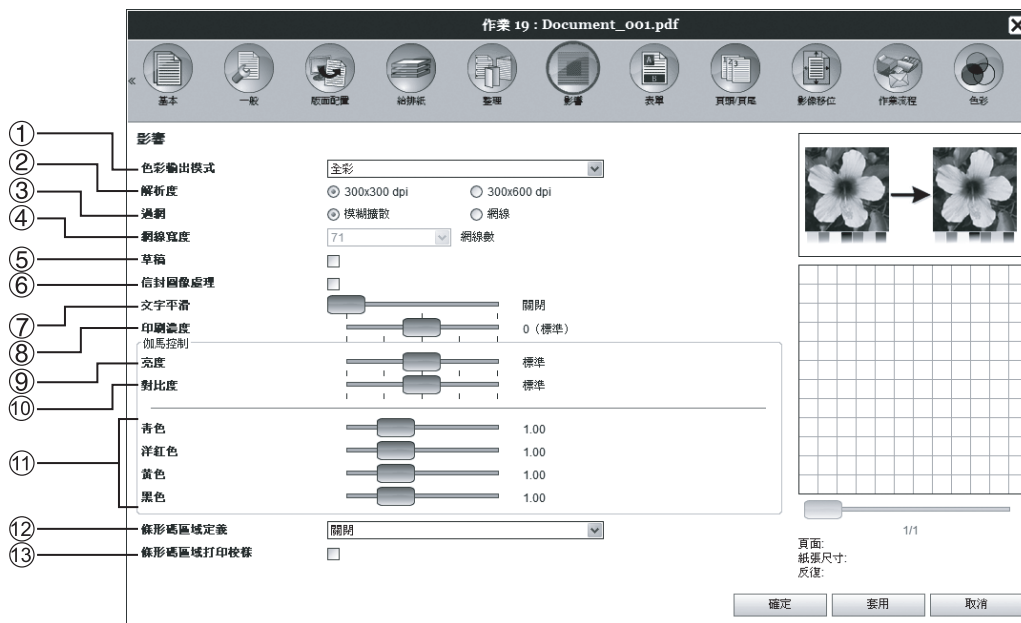 作業 19 : Document_001.pdf
«
基本
一般
版面配置
給排紙
整理
影響
表單
頁頭/頁尾
影像移位
作業流程
色彩
影響
① 色彩輸出模式 全彩
② 解析度 300x300 dpi 300x600 dpi
③ 過網 模糊擴散 網線
④ 網線寬度 71 網線數
⑤ 草稿
⑥ 信封圖像處理
⑦ 文字平滑 關閉
⑧ 印刷濃度 0（標準）
伽馬控制
⑨ 亮度 標準
⑩ 對比度 標準
⑪
青色 1.00
洋紅色 1.00
黃色 1.00
黑色 1.00
⑫ 條形碼區域定義 關閉
⑬ 條形碼區域打印校樣
1/1
頁面:
紙張尺寸:
反復:
確定 套用 取消